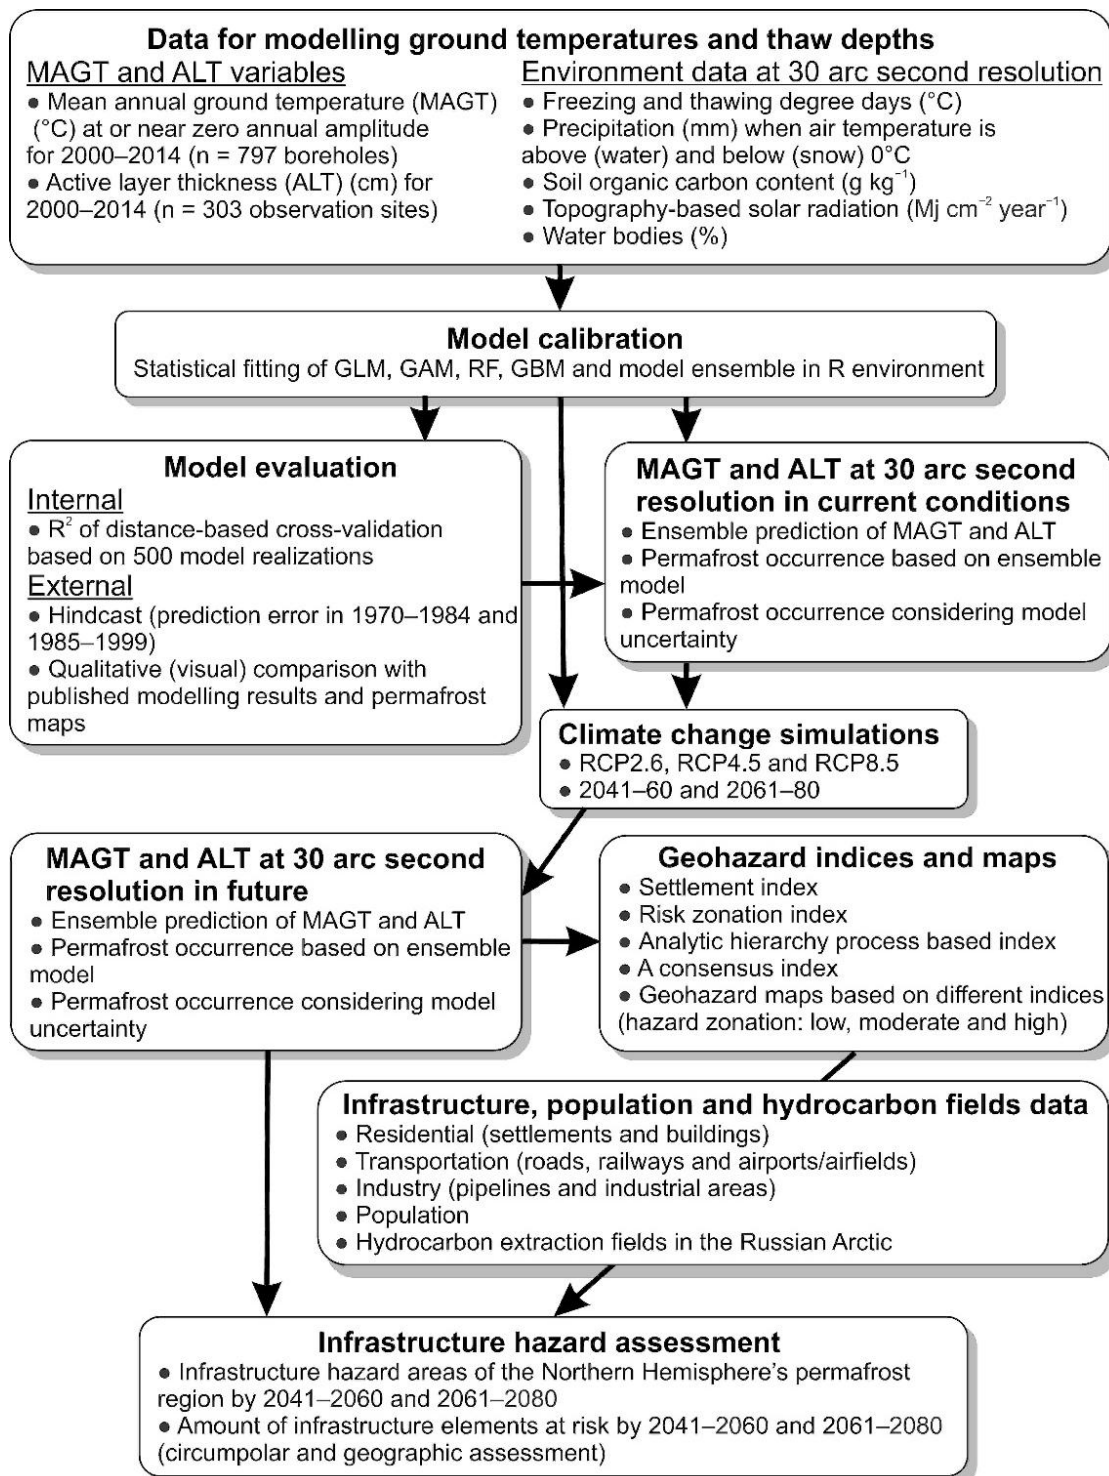 Data for modelling ground temperatures and thaw depths
MAGT and ALT variables
● Mean annual ground temperature (MAGT)
(°C) at or near zero annual amplitude
for 2000–2014 (n = 797 boreholes)
● Active layer thickness (ALT) (cm) for
2000–2014 (n = 303 observation sites)
Environment data at 30 arc second resolution
● Freezing and thawing degree days (°C)
● Precipitation (mm) when air temperature is
above (water) and below (snow) 0°C
● Soil organic carbon content (g kg⁻¹)
● Topography-based solar radiation (Mj cm⁻² year⁻¹)
● Water bodies (%)
Model calibration
Statistical fitting of GLM, GAM, RF, GBM and model ensemble in R environment
Model evaluation
Internal
● R² of distance-based cross-validation
based on 500 model realizations
External
● Hindcast (prediction error in 1970–1984 and
1985–1999)
● Qualitative (visual) comparison with
published modelling results and permafrost
maps
MAGT and ALT at 30 arc second
resolution in current conditions
● Ensemble prediction of MAGT and ALT
● Permafrost occurrence based on ensemble
model
● Permafrost occurrence considering model
uncertainty
Climate change simulations
● RCP2.6, RCP4.5 and RCP8.5
● 2041–60 and 2061–80
MAGT and ALT at 30 arc second
resolution in future
● Ensemble prediction of MAGT and ALT
● Permafrost occurrence based on ensemble
model
● Permafrost occurrence considering model
uncertainty
Geohazard indices and maps
● Settlement index
● Risk zonation index
● Analytic hierarchy process based index
● A consensus index
● Geohazard maps based on different indices
(hazard zonation: low, moderate and high)
Infrastructure, population and hydrocarbon fields data
● Residential (settlements and buildings)
● Transportation (roads, railways and airports/airfields)
● Industry (pipelines and industrial areas)
● Population
● Hydrocarbon extraction fields in the Russian Arctic
Infrastructure hazard assessment
● Infrastructure hazard areas of the Northern Hemisphere's permafrost
region by 2041–2060 and 2061–2080
● Amount of infrastructure elements at risk by 2041–2060 and 2061–2080
(circumpolar and geographic assessment)